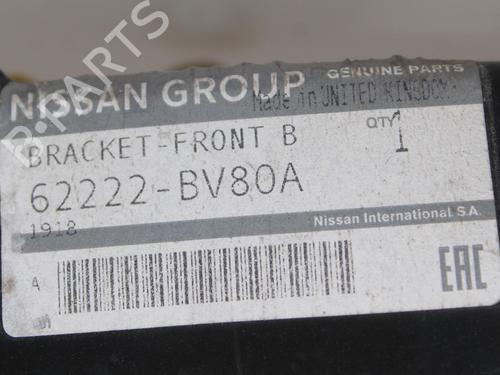 NISSAN GROUP
GENUINE PARTS
Made in UNITED KINGDOM
BRACKET-FRONT B
QTY 1
62222-BV80A
1918
Nissan International S.A.
A
EAC
B-PARTS